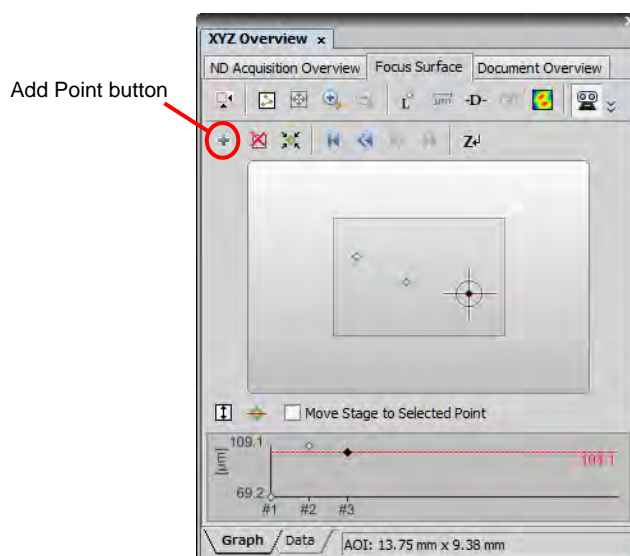 XYZ Overview x
ND Acquisition Overview Focus Surface Document Overview
Add Point button
L μm -D-
Z
Move Stage to Selected Point
109.1
[μm]
101.1
69.2
#1 #2 #3
Graph Data AOI: 13.75 mm x 9.38 mm